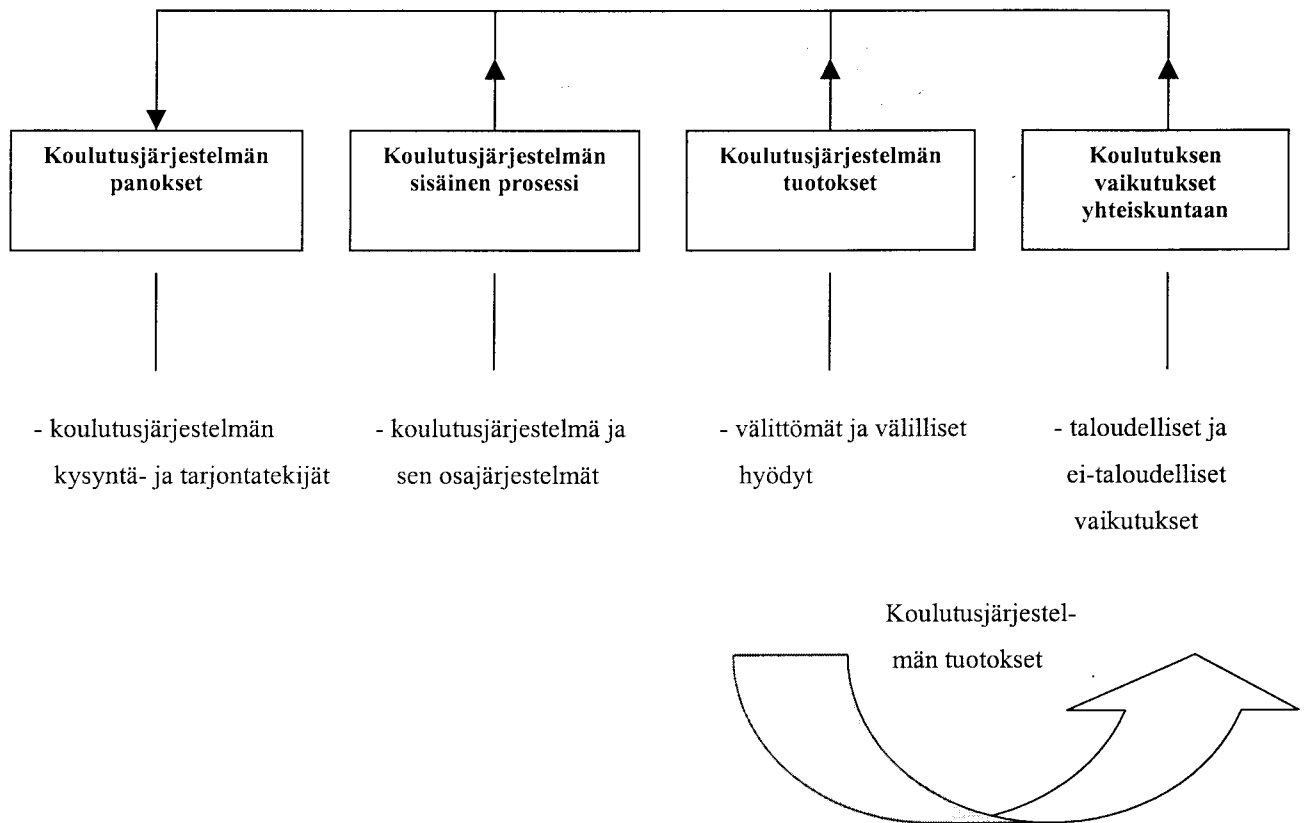 Koulutusjärjestelmän
panokset
Koulutusjärjestelmän
sisäinen prosessi
Koulutusjärjestelmän
tuotokset
Koulutuksen
vaikutukset
yhteiskuntaan
- koulutusjärjestelmän
kysyntä- ja tarjontatekijät
- koulutusjärjestelmä ja
sen osajärjestelmät
- välittömät ja välilliset
hyödyt
- taloudelliset ja
ei-taloudelliset
vaikutukset
Koulutusjärjestel-
män tuotokset